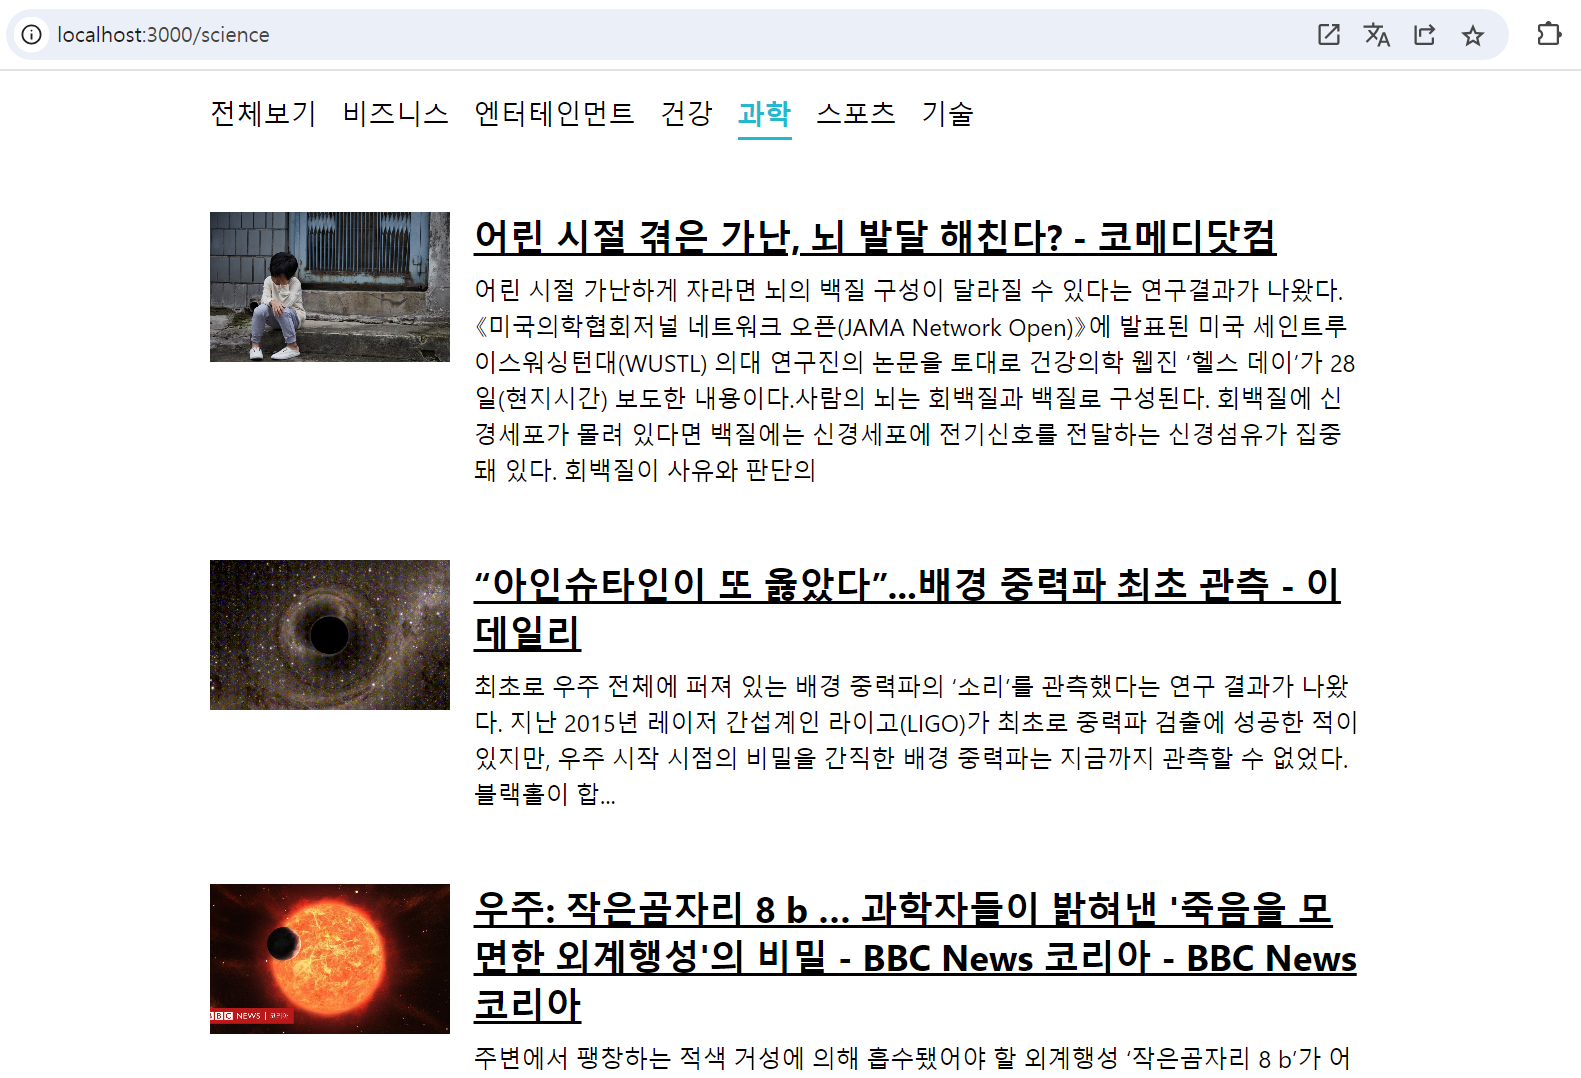 localhost:3000/science
전체보기 비즈니스 엔터테인먼트 건강 과학 스포츠 기술
어린 시절 겪은 가난, 뇌 발달 해친다? - 코메디닷컴
어린 시절 가난하게 자라면 뇌의 백질 구성이 달라질 수 있다는 연구결과가 나왔다.
《미국의학협회저널 네트워크 오픈(JAMA Network Open)》에 발표된 미국 세인트루
이스워싱턴대(WUSTL) 의대 연구진의 논문을 토대로 건강의학 웹진 ‘헬스 데이’가 28
일(현지시간) 보도한 내용이다.사람의 뇌는 회백질과 백질로 구성된다. 회백질에 신
경세포가 몰려 있다면 백질에는 신경세포에 전기신호를 전달하는 신경섬유가 집중
돼 있다. 회백질이 사유와 판단의
“아인슈타인이 또 옳았다”...배경 중력파 최초 관측 - 이
데일리
최초로 우주 전체에 퍼져 있는 배경 중력파의 ‘소리’를 관측했다는 연구 결과가 나왔
다. 지난 2015년 레이저 간섭계인 라이고(LIGO)가 최초로 중력파 검출에 성공한 적이
있지만, 우주 시작 시점의 비밀을 간직한 배경 중력파는 지금까지 관측할 수 없었다.
블랙홀이 합...
우주: 작은곰자리 8 b ... 과학자들이 밝혀낸 '죽음을 모
면한 외계행성'의 비밀 - BBC News 코리아 - BBC News
코리아
BBC NEWS | 코리아
주변에서 팽창하는 적색 거성에 의해 흡수됐어야 할 외계행성 ‘작은곰자리 8 b’가 어